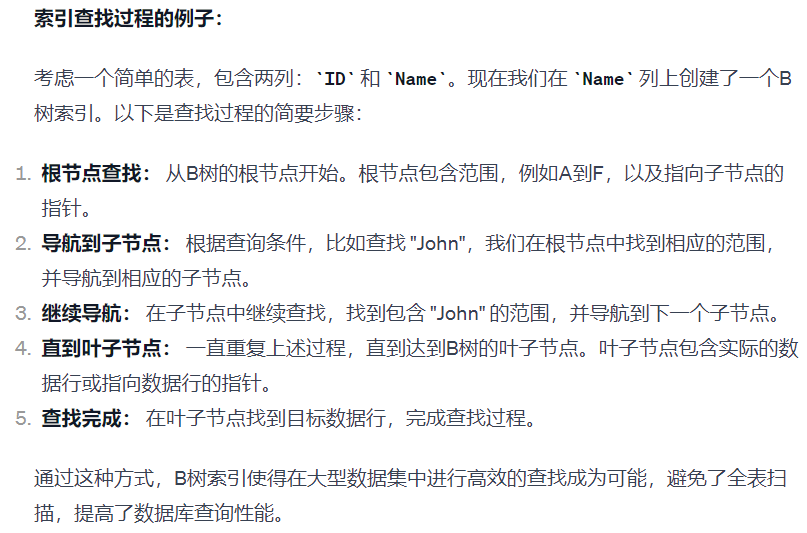 索引查找过程的例子：
考虑一个简单的表，包含两列：`ID` 和 `Name`。现在我们在 `Name` 列上创建了一个B
树索引。以下是查找过程的简要步骤：
1. 根节点查找： 从B树的根节点开始。根节点包含范围，例如A到F，以及指向子节点的
指针。
2. 导航到子节点： 根据查询条件，比如查找 "John"，我们在根节点中找到相应的范围，
并导航到相应的子节点。
3. 继续导航： 在子节点中继续查找，找到包含 "John" 的范围，并导航到下一个子节点。
4. 直到叶子节点： 一直重复上述过程，直到达到B树的叶子节点。叶子节点包含实际的数
据行或指向数据行的指针。
5. 查找完成： 在叶子节点找到目标数据行，完成查找过程。
通过这种方式，B树索引使得在大型数据集中进行高效的查找成为可能，避免了全表扫
描，提高了数据库查询性能。